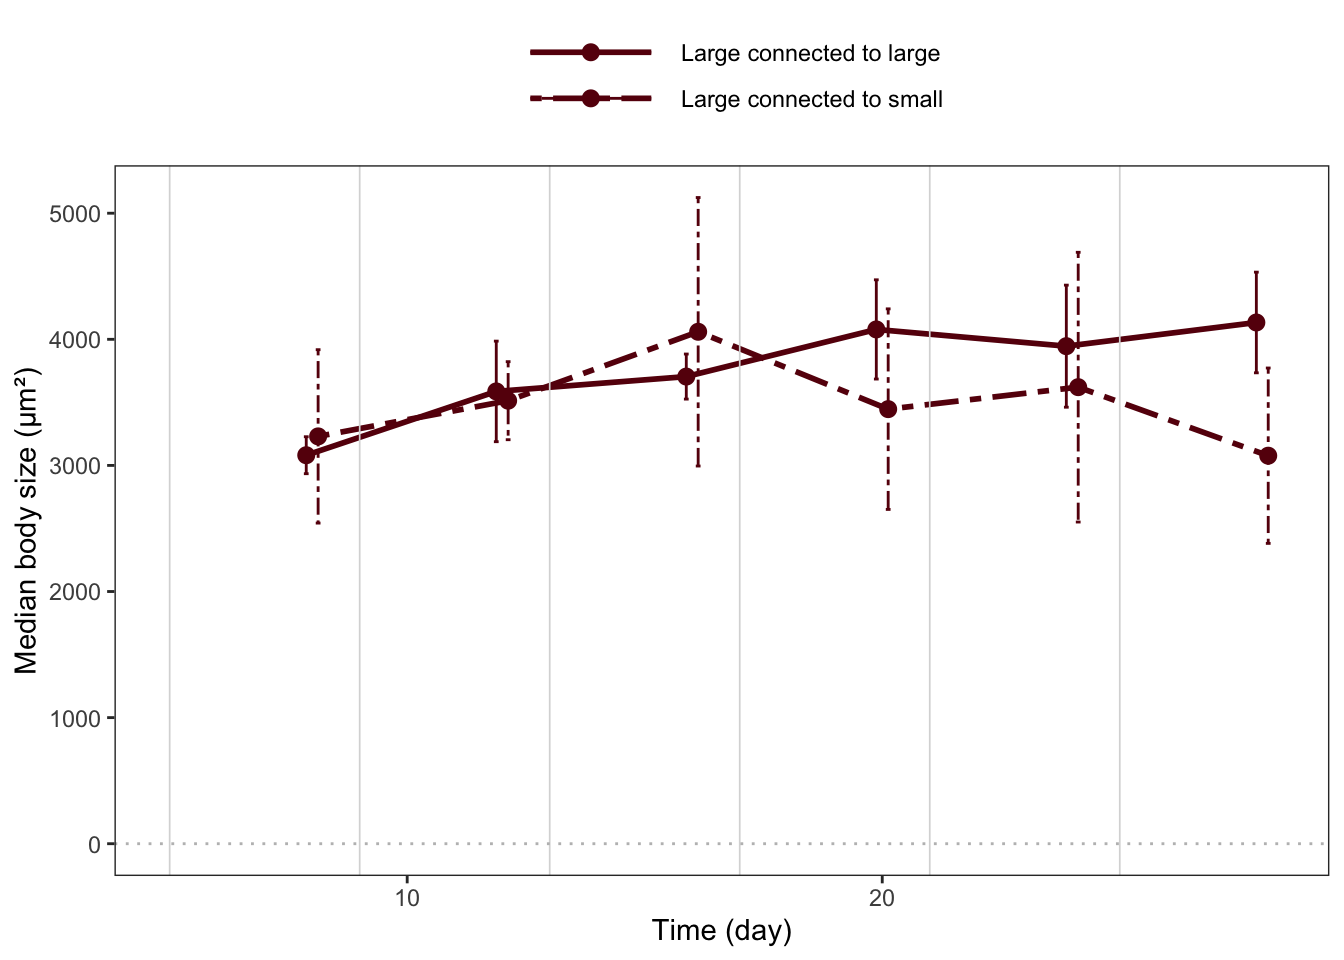 Large connected to large
Large connected to small
5000
4000
3000
2000
1000
0
Median body size (μm²)
10 20
Time (day)